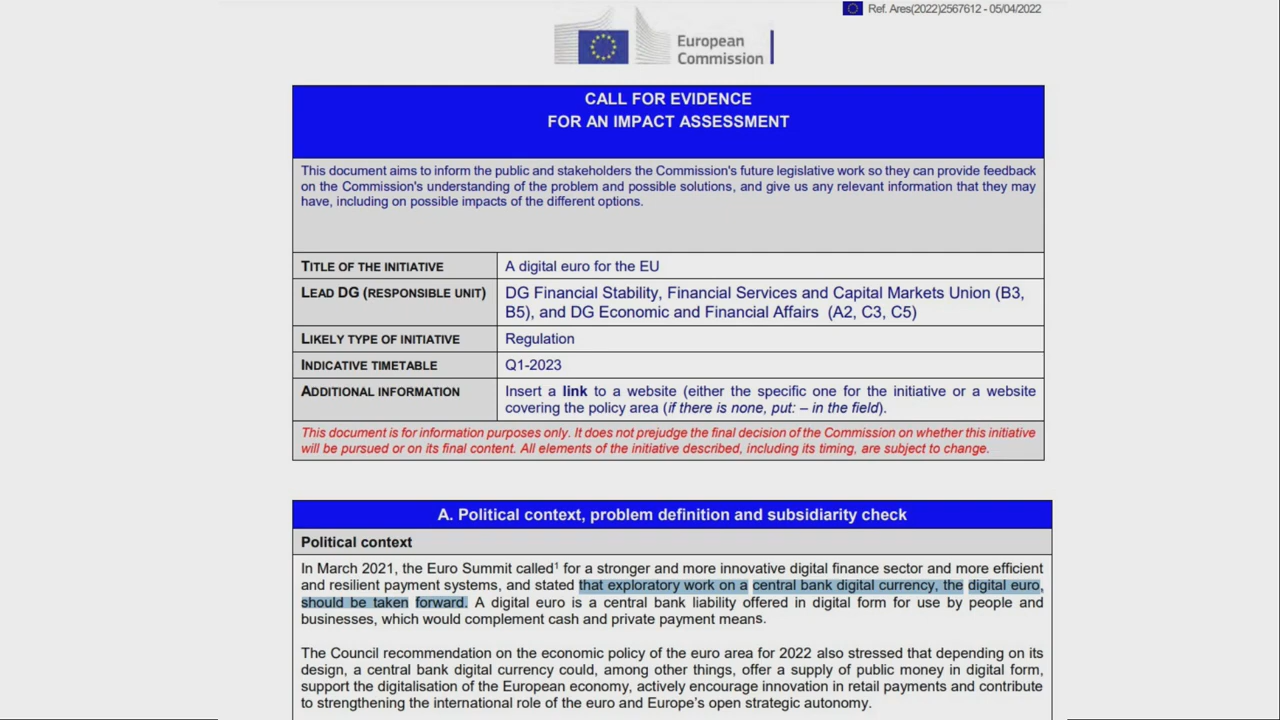 Ref. Ares(2022)2567612 - 05/04/2022
European
Commission
CALL FOR EVIDENCE
FOR AN IMPACT ASSESSMENT
This document aims to inform the public and stakeholders the Commission's future legislative work so they can provide feedback
on the Commission's understanding of the problem and possible solutions, and give us any relevant information that they may
have, including on possible impacts of the different options.
TITLE OF THE INITIATIVE
A digital euro for the EU
LEAD DG (RESPONSIBLE UNIT)
DG Financial Stability, Financial Services and Capital Markets Union (B3,
B5), and DG Economic and Financial Affairs (A2, C3, C5)
LIKELY TYPE OF INITIATIVE
Regulation
INDICATIVE TIMETABLE
Q1-2023
ADDITIONAL INFORMATION
Insert a link to a website (either the specific one for the initiative or a website
covering the policy area (if there is none, put: – in the field).
This document is for information purposes only. It does not prejudge the final decision of the Commission on whether this initiative
will be pursued or on its final content. All elements of the initiative described, including its timing, are subject to change.
A. Political context, problem definition and subsidiarity check
Political context
In March 2021, the Euro Summit called¹ for a stronger and more innovative digital finance sector and more efficient
and resilient payment systems, and stated that exploratory work on a central bank digital currency, the digital euro,
should be taken forward. A digital euro is a central bank liability offered in digital form for use by people and
businesses, which would complement cash and private payment means.
The Council recommendation on the economic policy of the euro area for 2022 also stressed that depending on its
design, a central bank digital currency could, among other things, offer a supply of public money in digital form,
support the digitalisation of the European economy, actively encourage innovation in retail payments and contribute
to strengthening the international role of the euro and Europe's open strategic autonomy.